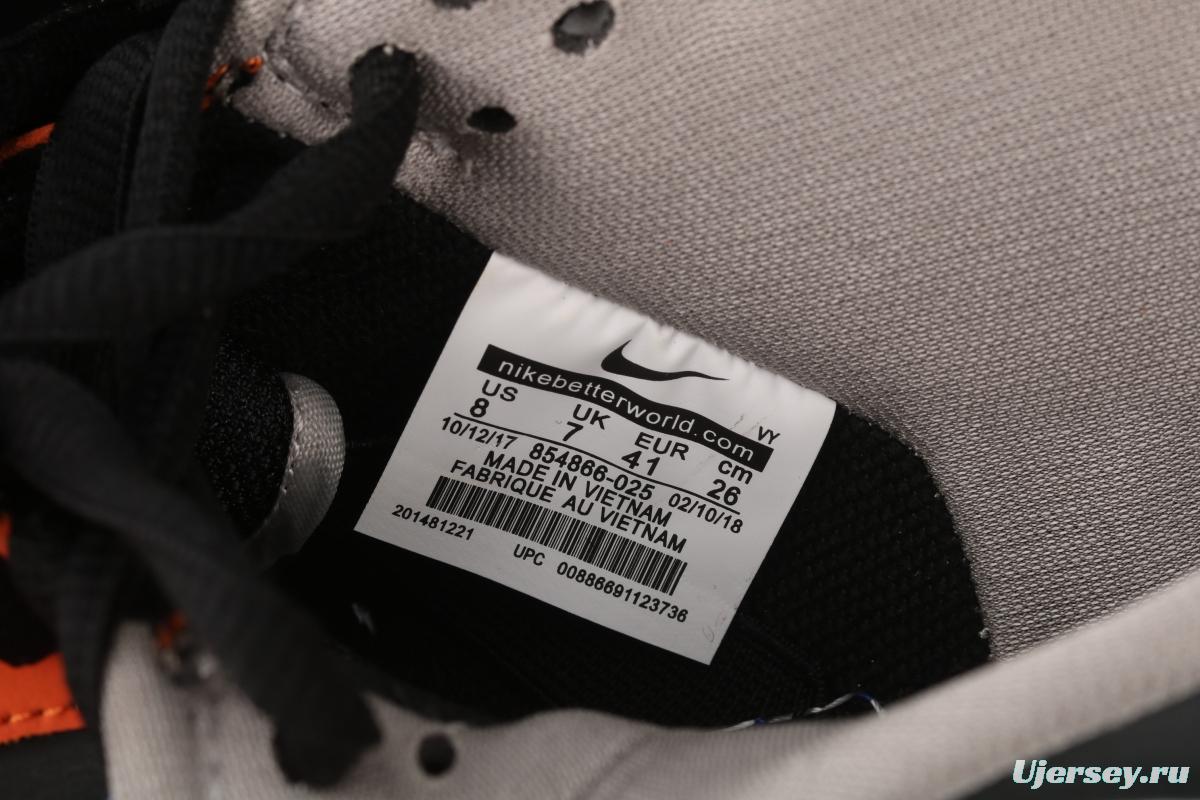 nikebetterworld.com
US UK EUR cm VY
8 7 41 26
10/12/17 854866-025 02/10/18
MADE IN VIETNAM
FABRIQUE AU VIETNAM
201481221
UPC 00886691123736
Ujersey.ru